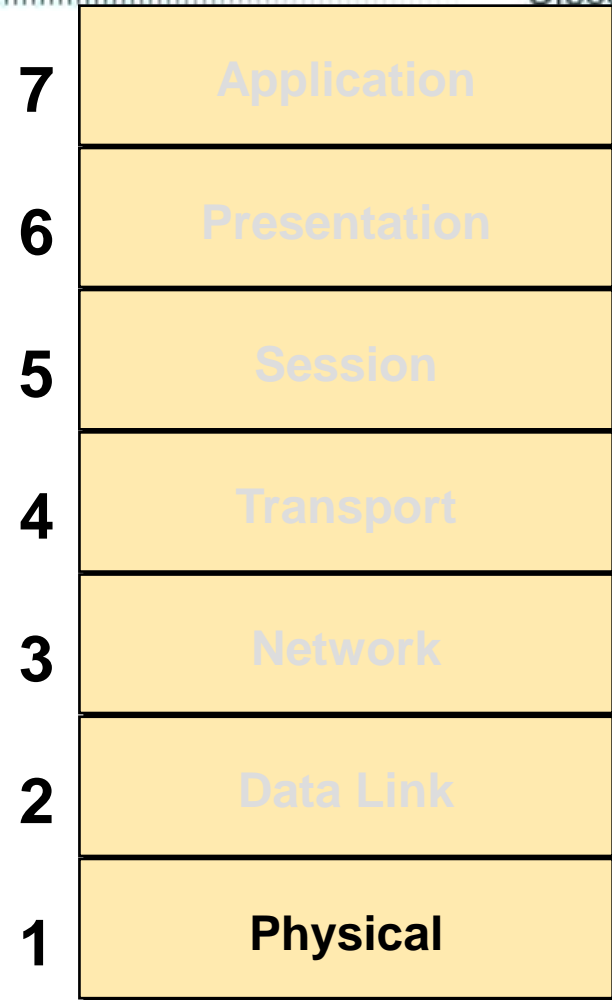 7 Application
6 Presentation
5 Session
4 Transport
3 Network
2 Data Link
1 Physical